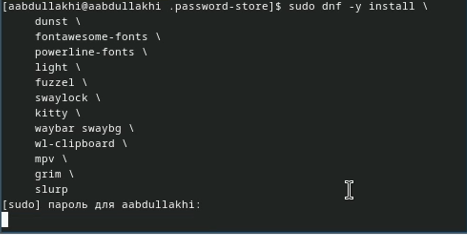 [aabdullakhi@aabdullakhi .password-store]$ sudo dnf -y install \
dunst \
fontawesome-fonts \
powerline-fonts \
light \
fuzzel \
swaylock \
kitty \
waybar swaybg \
wl-clipboard \
mpv \
grim \
slurp
[sudo] пароль для aabdullakhi: